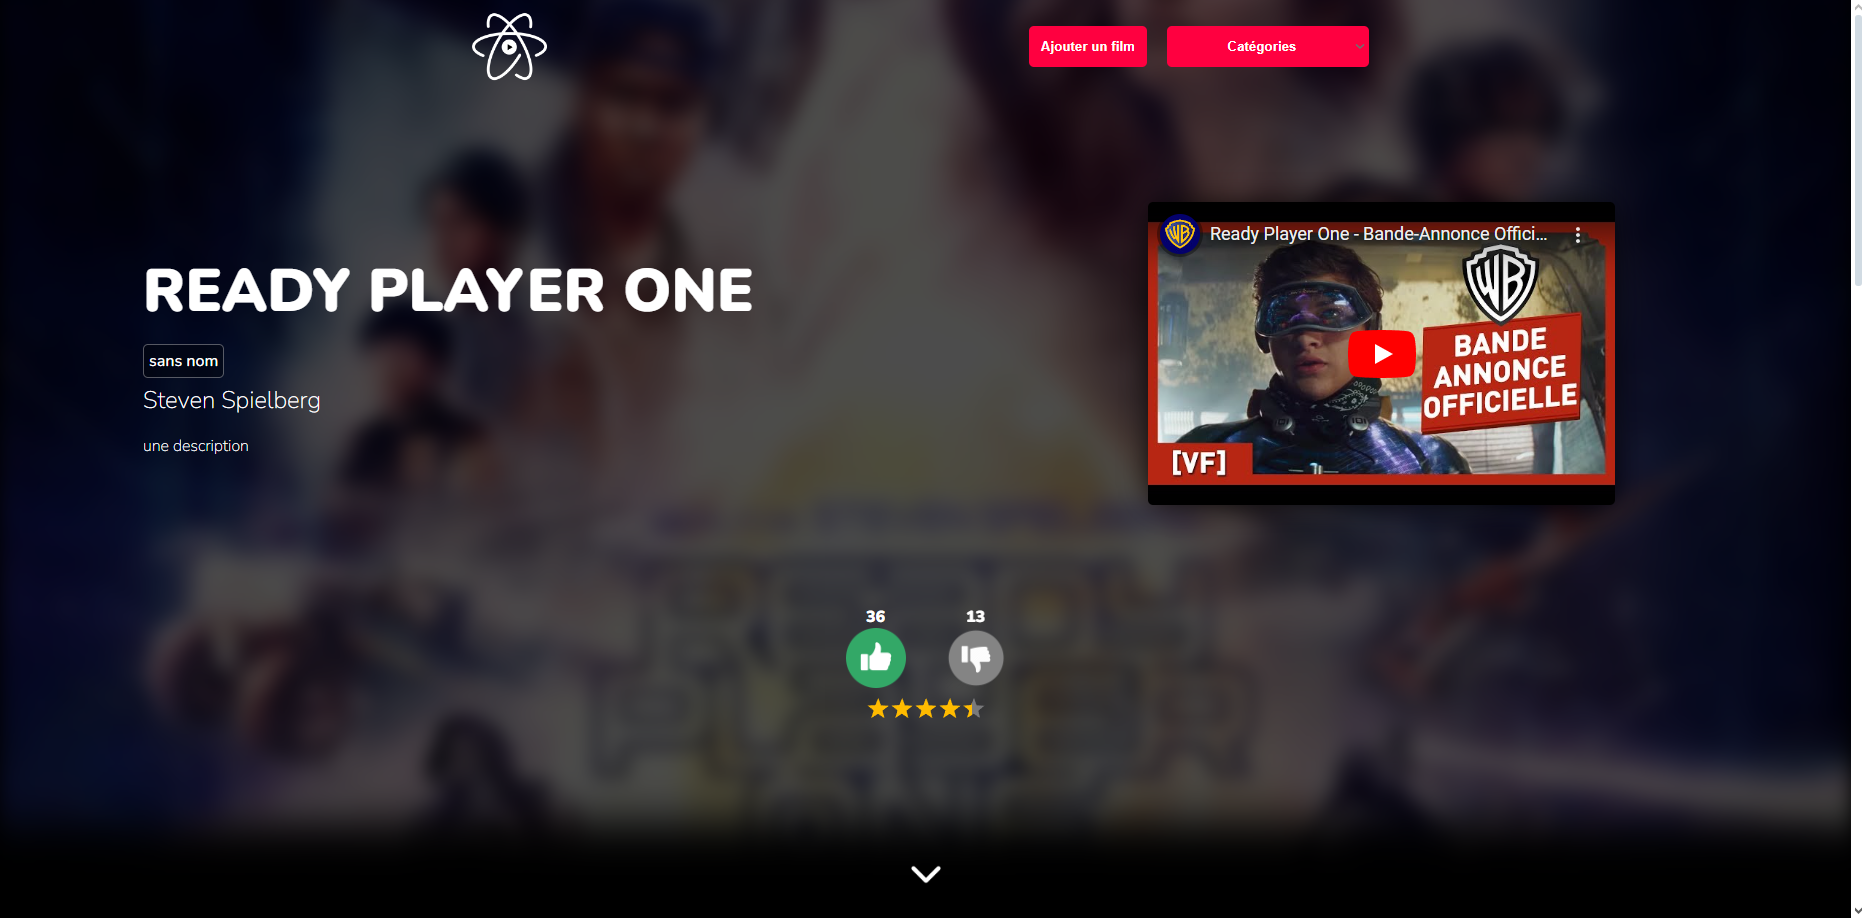 Ajouter un film
Catégories
READY PLAYER ONE
sans nom
Steven Spielberg
une description
Ready Player One - Bande-Annonce Offici...
WB
WB
BANDE
ANNONCE
OFFICIELLE
[VF]
36
13